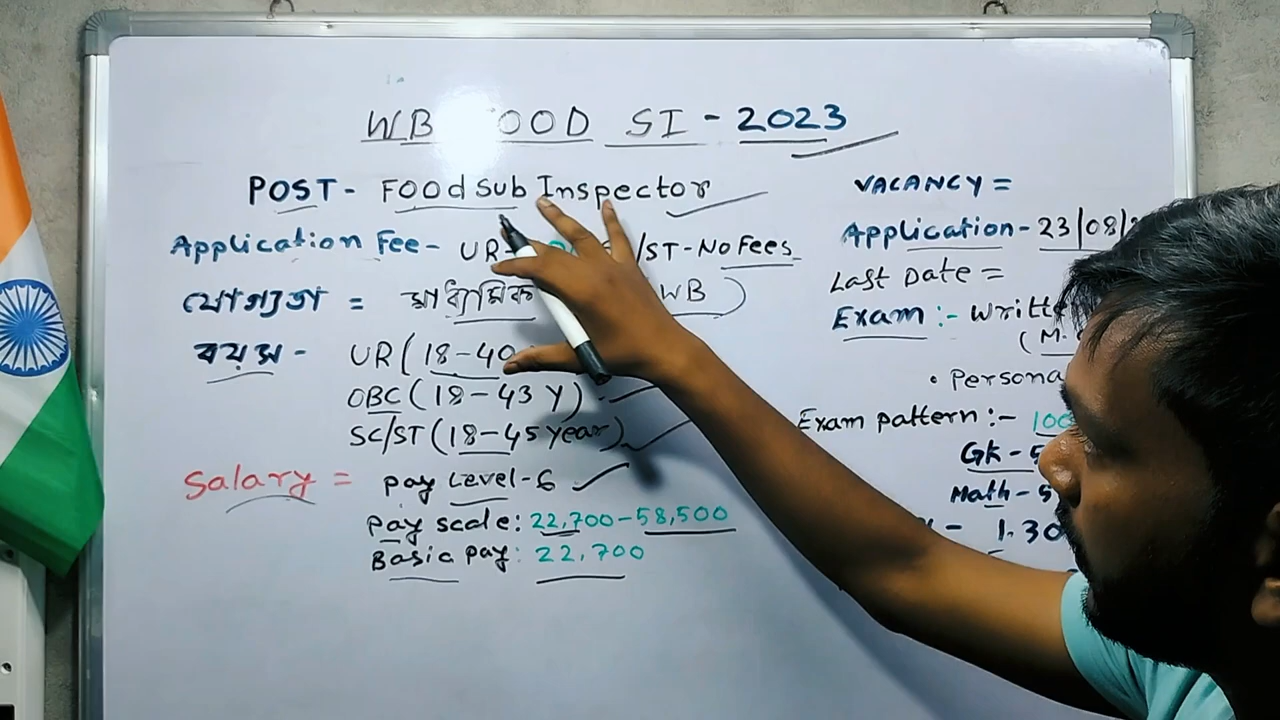 WB FOOD SI - 2023
POST - Food Sub Inspector
Application Fee - UR /ST - No Fees
যোগ্যতা = মাধ্যমিক WB )
বয়স - UR ( 18 - 40
OBC ( 18 - 43 Y )
SC/ST ( 18 - 45 year )
Salary = pay Level - 6
pay scale : 22,700 - 58,500
Basic pay : 22,700
VACANCY =
Application - 23/08/
Last Date =
Exam :-
( M.
Exam pattern :- 100
Gk - 5
Math - 5
- 1.30